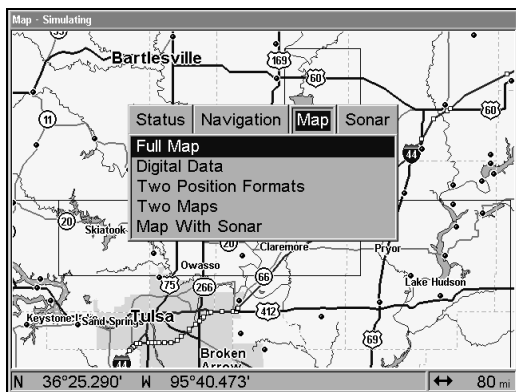 Map - Simulating
Bartlesville
169
60
11
Status Navigation Map Sonar
60
Full Map
44
Digital Data
Two Position Formats
Two Maps
Map With Sonar
20
Skiatook
20
Claremore
Pryor
Owasso
66
75
266
Lake Hudson
412
Keystone Lake
Sand Springs
Tulsa
69
Broken
Arrow
44
N 36°25.290' W 95°40.473' ↔ 80 mi